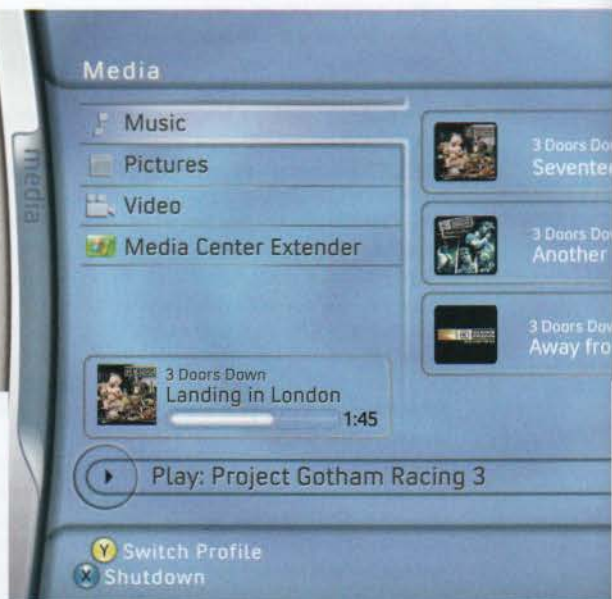 Media
media
Music
Pictures
Video
Media Center Extender
3 Doors Down
Landing in London
1:45
Play: Project Gotham Racing 3
Y Switch Profile
X Shutdown
3 Doors Do
Sevente
3 Doors Do
Another
3 Doors Dow
Away fro